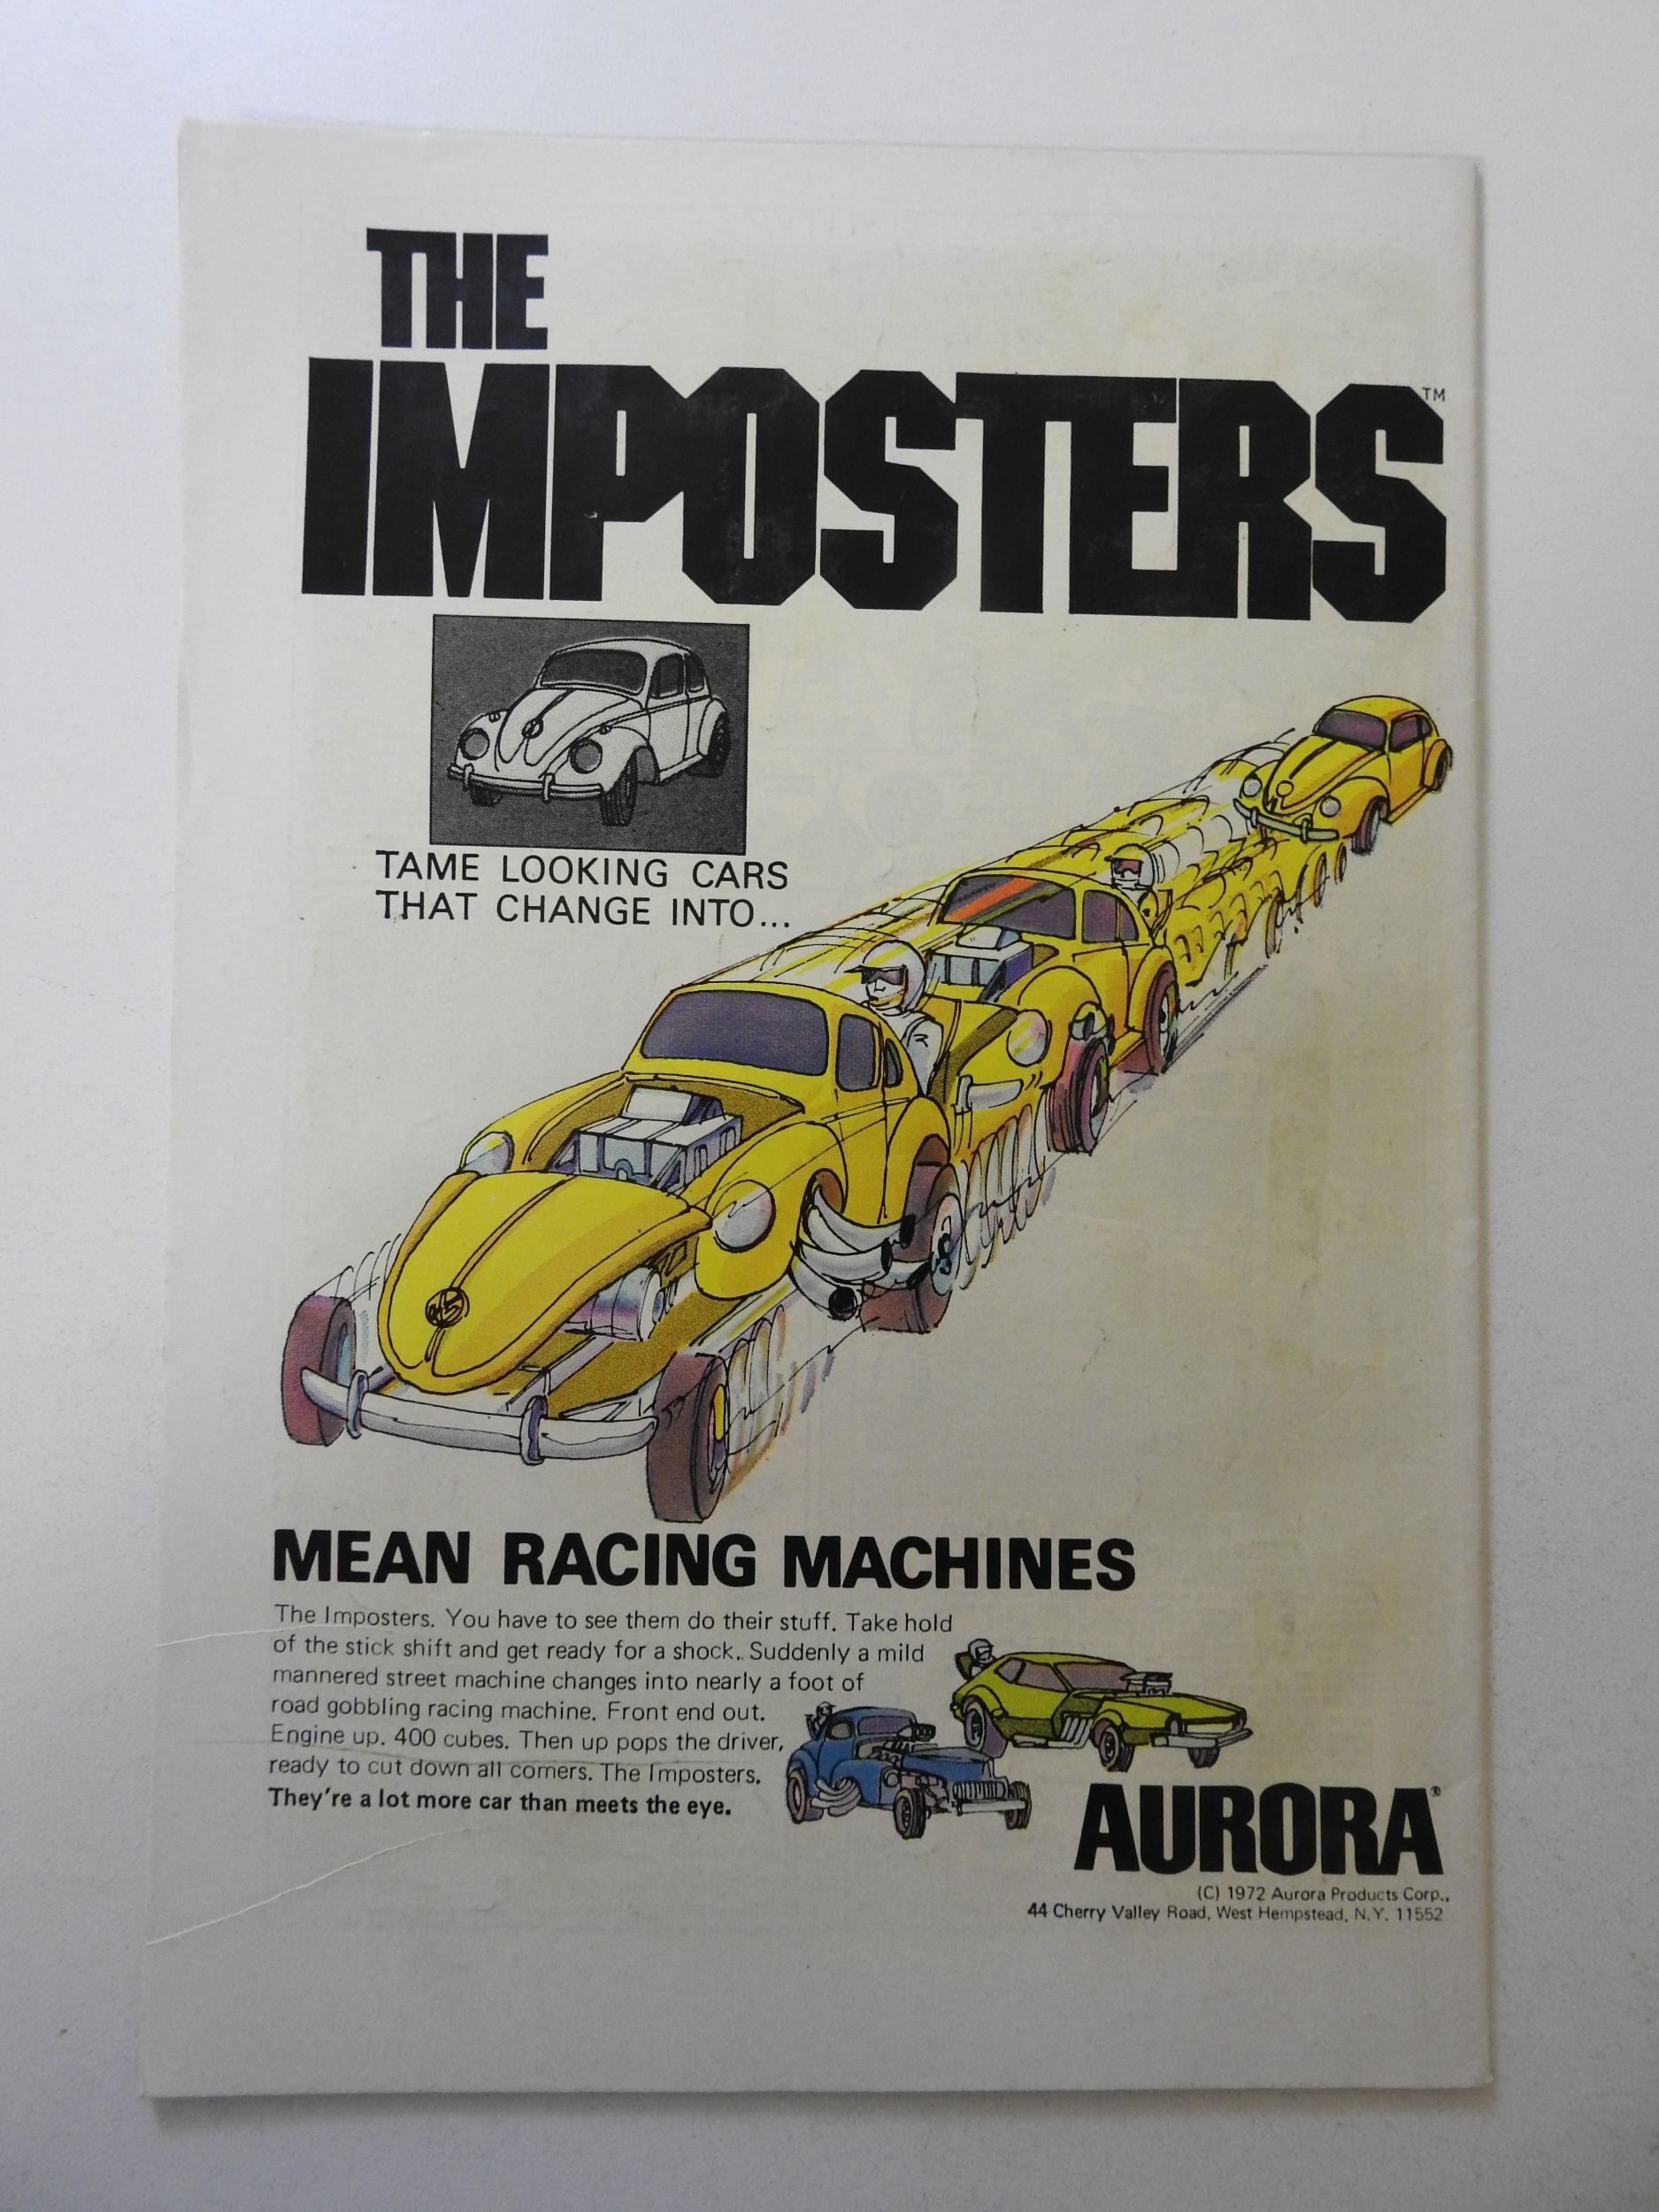 THE
IMPOSTERS™
TAME LOOKING CARS
THAT CHANGE INTO...
MEAN RACING MACHINES
The Imposters. You have to see them do their stuff. Take hold
of the stick shift and get ready for a shock. Suddenly a mild
mannered street machine changes into nearly a foot of
road gobbling racing machine. Front end out.
Engine up. 400 cubes. Then up pops the driver,
ready to cut down all comers. The Imposters.
They're a lot more car than meets the eye.
AURORA®
(C) 1972 Aurora Products Corp.,
44 Cherry Valley Road, West Hempstead, N.Y. 11552